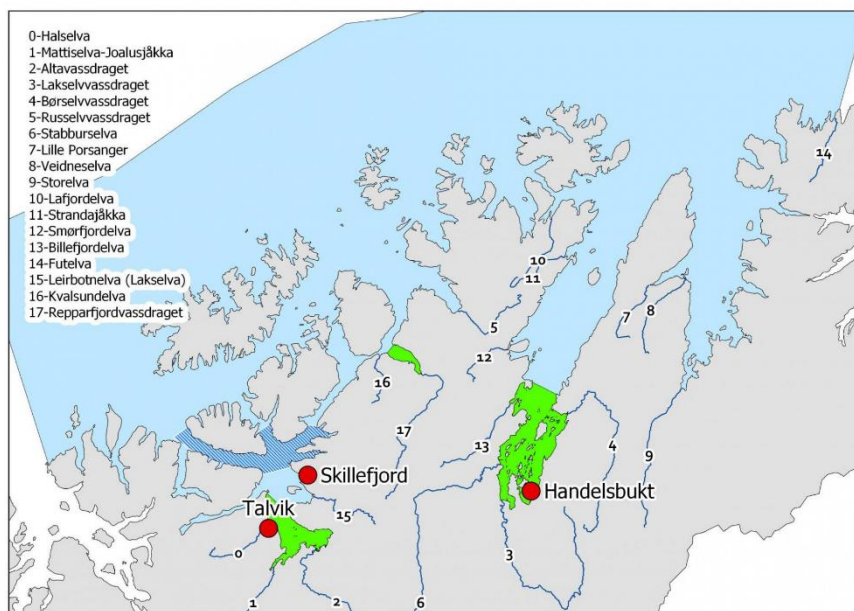 0-Halselva
1-Mattiselva-Joalusjåkka
2-Altavassdraget
3-Lakselvvassdraget
4-Børselvvassdraget
5-Russelvvassdraget
6-Stabburselva
7-Lille Porsanger
8-Veidneselva
9-Storelva
10-Lafjordelva
11-Strandajåkka
12-Smørfjordelva
13-Billefjordelva
14-Futelva
15-Leirbotnelva (Lakselva)
16-Kvalsundelva
17-Repparfjordvassdraget
14
10
11
7
8
5
12
16
17
13
4
9
Skillefjord
Handelsbukt
Talvik
15
0
3
1
2
6